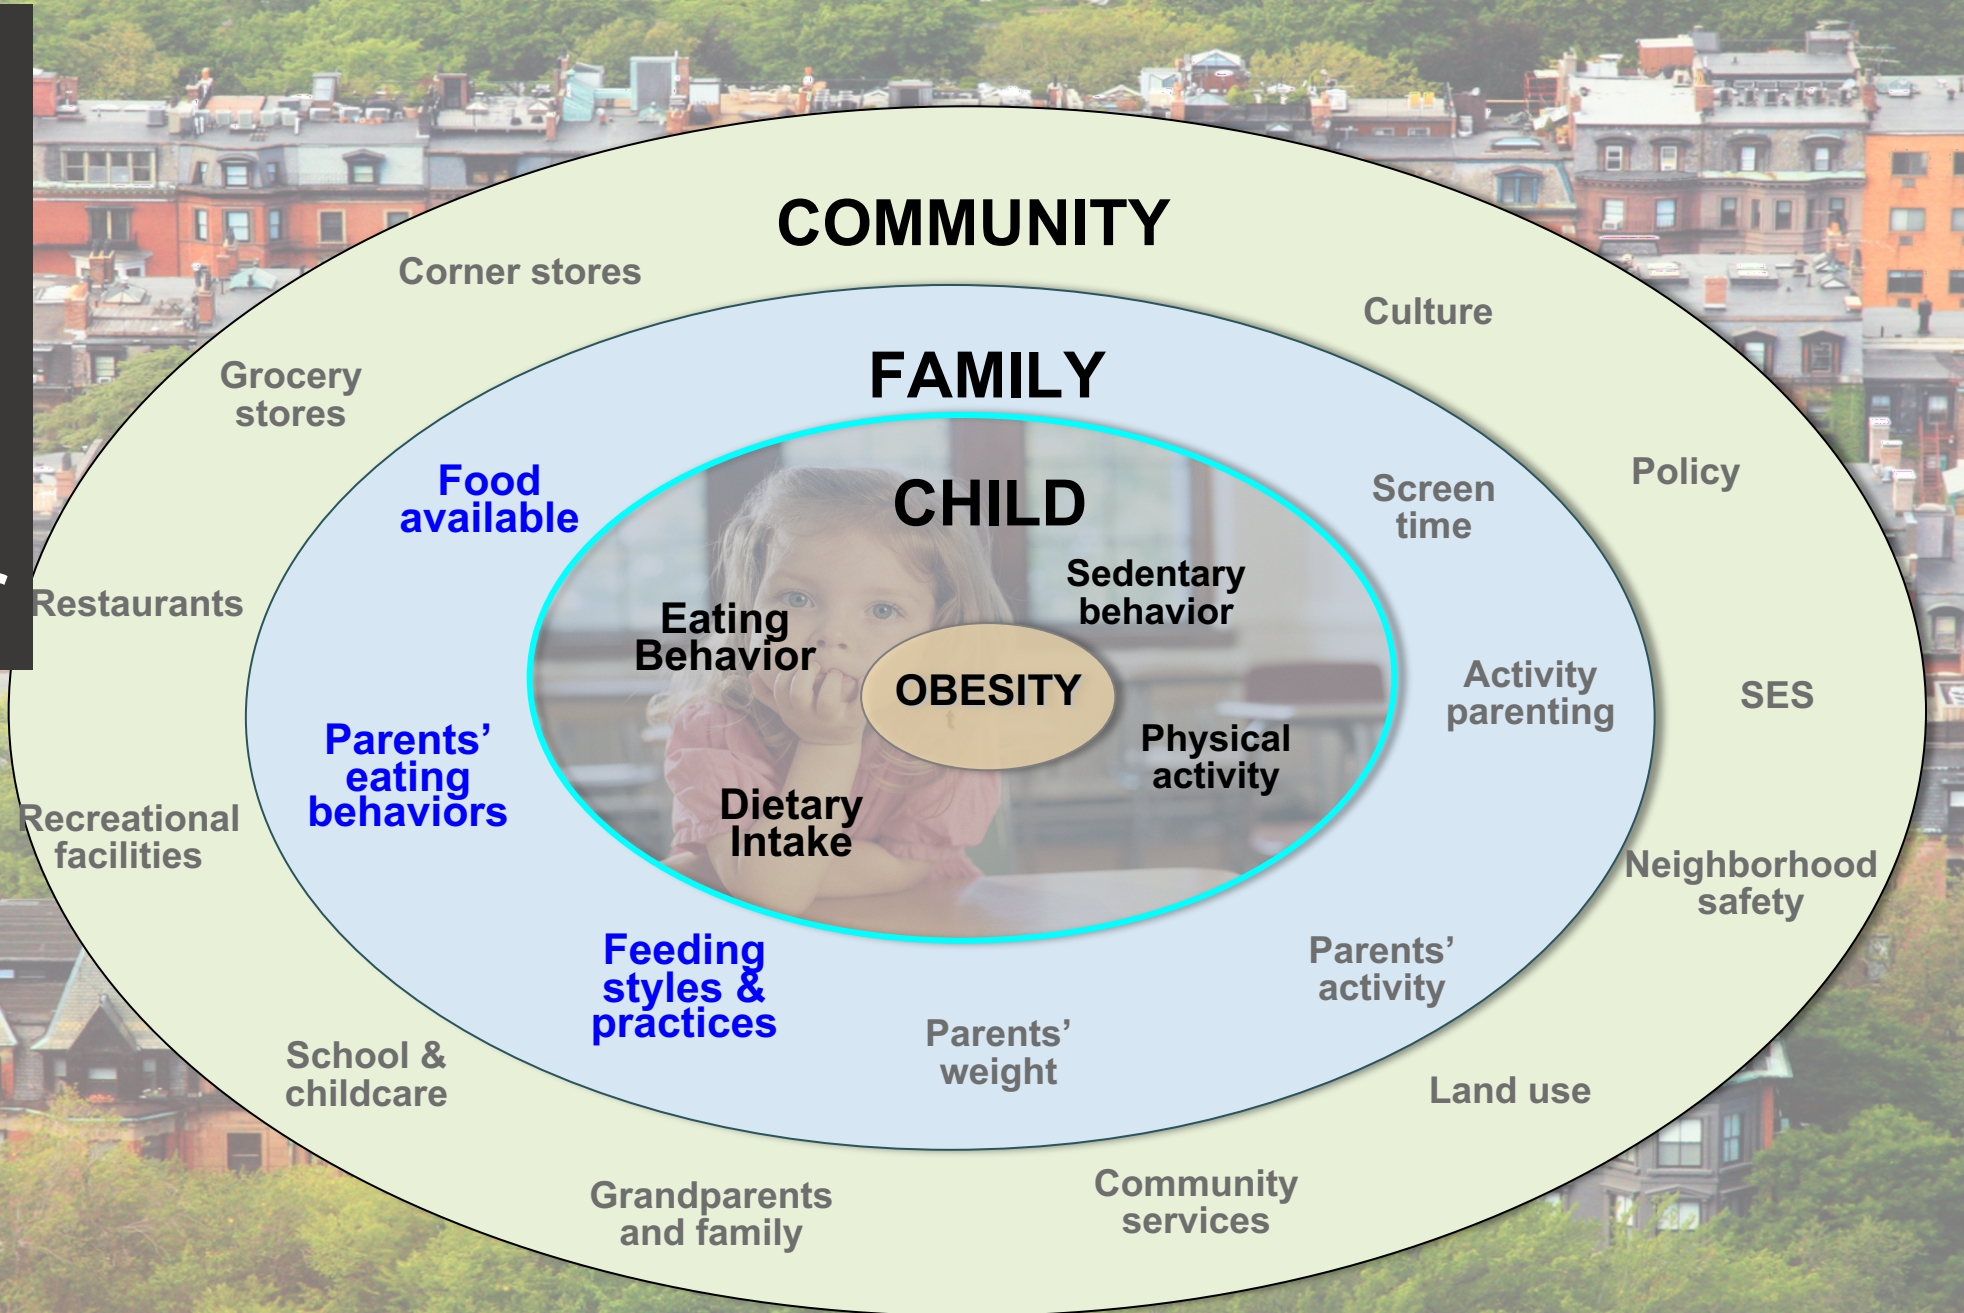 COMMUNITY
Corner stores
Culture
Grocery
stores
FAMILY
Food
available
CHILD
Screen
time
Policy
Restaurants
Eating
Behavior
Sedentary
behavior
OBESITY
Activity
parenting
SES
Parents’
eating
behaviors
Physical
activity
Dietary
Intake
Recreational
facilities
Neighborhood
safety
Feeding
styles &
practices
Parents’
activity
Parents’
weight
School &
childcare
Land use
Grandparents
and family
Community
services